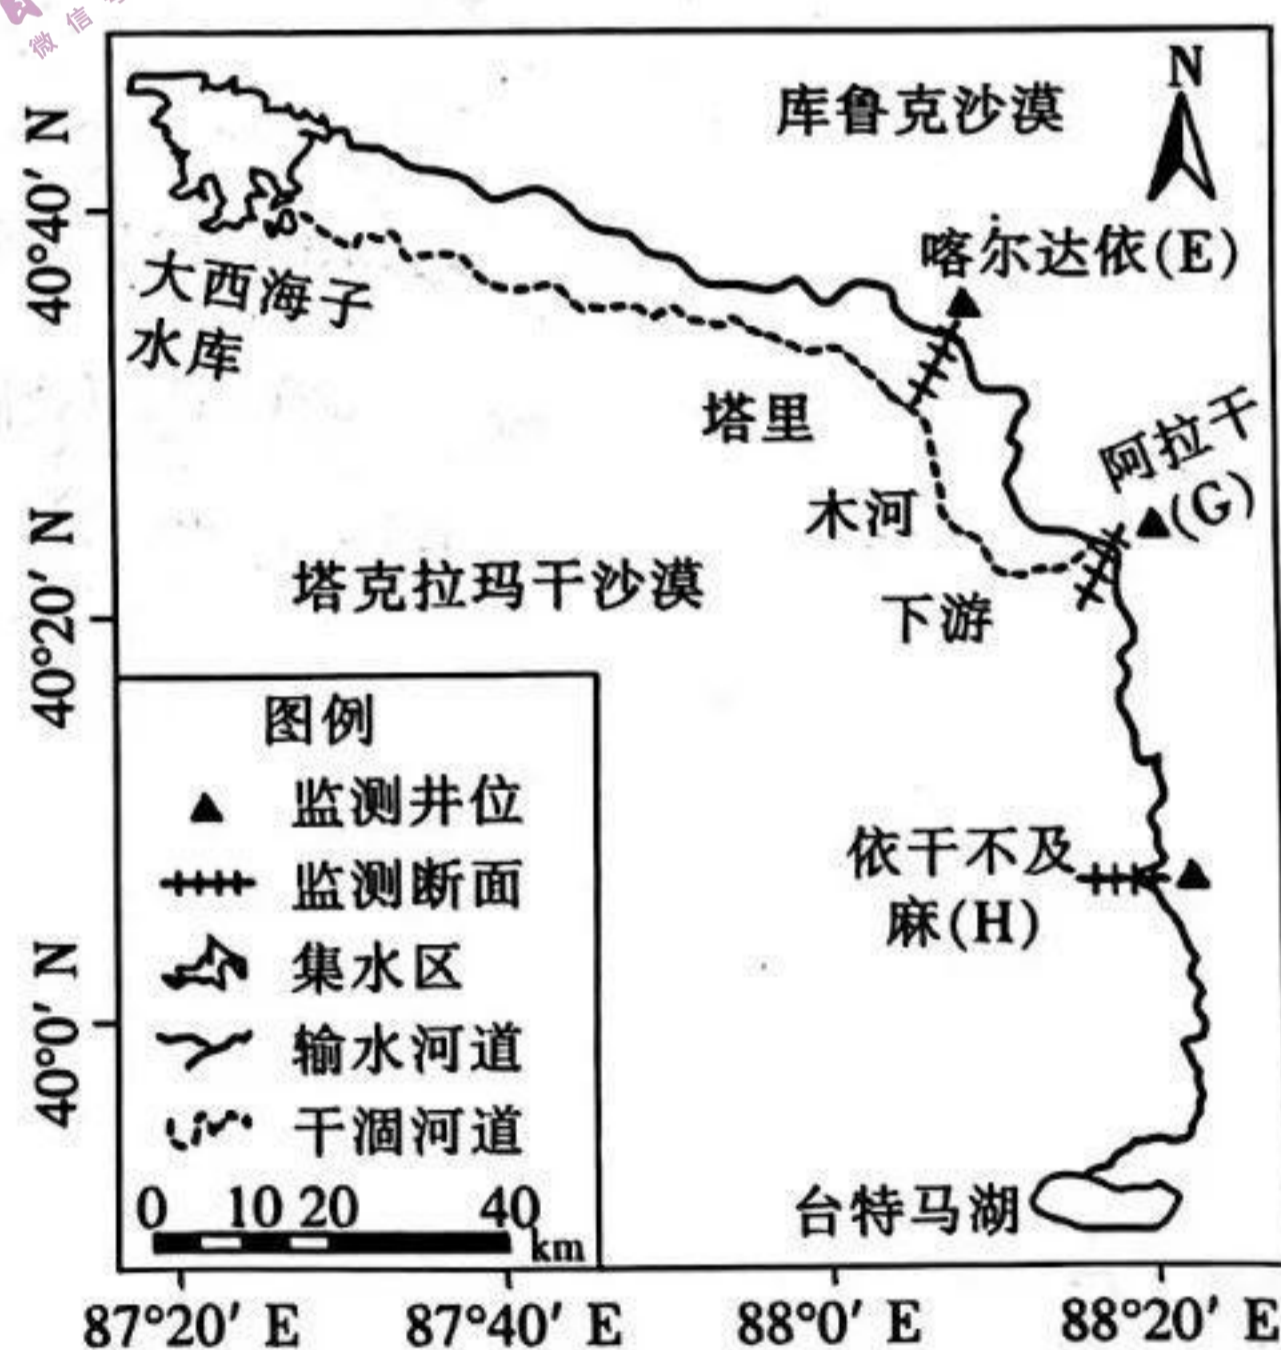 微信
N
库鲁克沙漠
40°40′ N
喀尔达依(E)
大西海子
水库
塔里
阿拉干
(G)
木河
40°20′ N
塔克拉玛干沙漠
下游
图例
监测井位
依干不及
麻(H)
监测断面
集水区
40°0′ N
输水河道
干涸河道
台特马湖
0 10 20 40
km
87°20′ E 87°40′ E 88°0′ E 88°20′ E